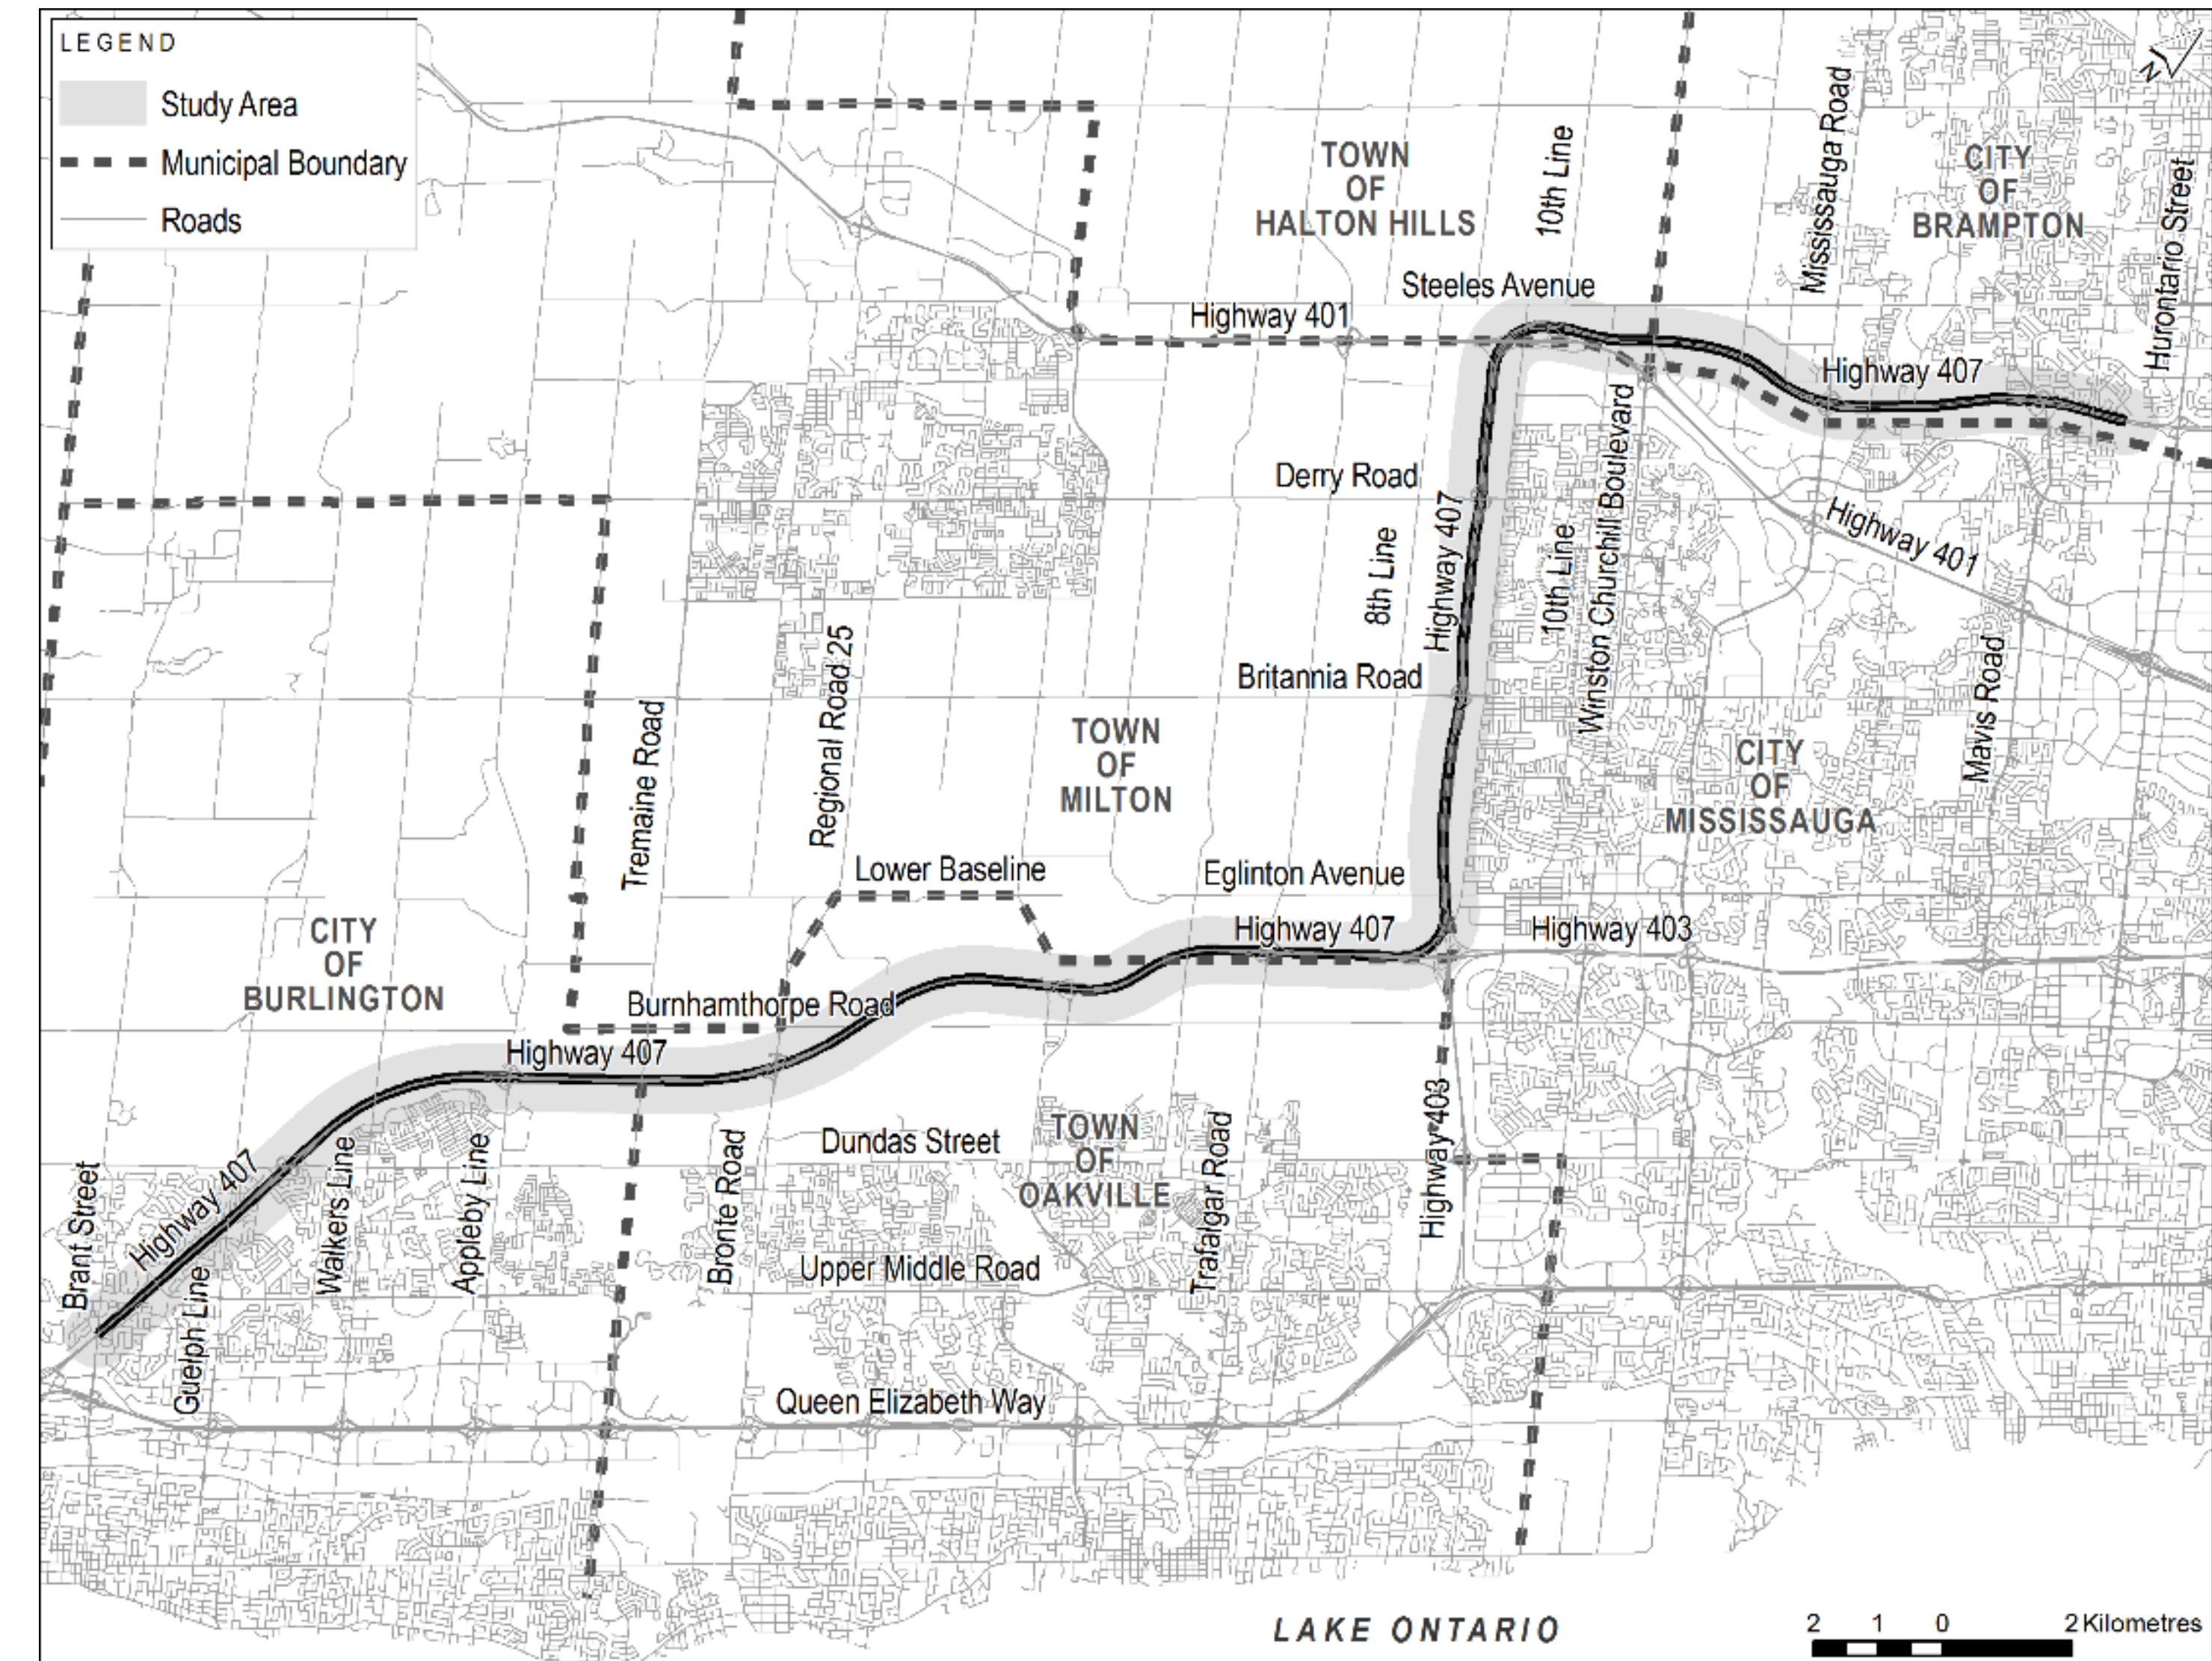 LEGEND
Study Area
Municipal Boundary
Roads
N
TOWN
OF
HALTON HILLS
10th Line
Mississauga Road
CITY
OF
BRAMPTON
Hurontario Street
Steeles Avenue
Highway 401
Highway 407
Derry Road
Highway 407
8th Line
10th Line
Winston Churchill Boulevard
Highway 401
Britannia Road
Mavis Road
Regional Road 25
Tremaine Road
TOWN
OF
MILTON
CITY
OF
MISSISSAUGA
Lower Baseline
Eglinton Avenue
Highway 407
Highway 403
CITY
OF
BURLINGTON
Burnhamthorpe Road
Highway 407
Highway 403
Dundas Street
TOWN
OF
OAKVILLE
Trafalgar Road
Bronte Road
Brant Street
Highway 407
Walkers Line
Appleby Line
Upper Middle Road
Guelph Line
Queen Elizabeth Way
LAKE ONTARIO
2 1 0 2 Kilometres